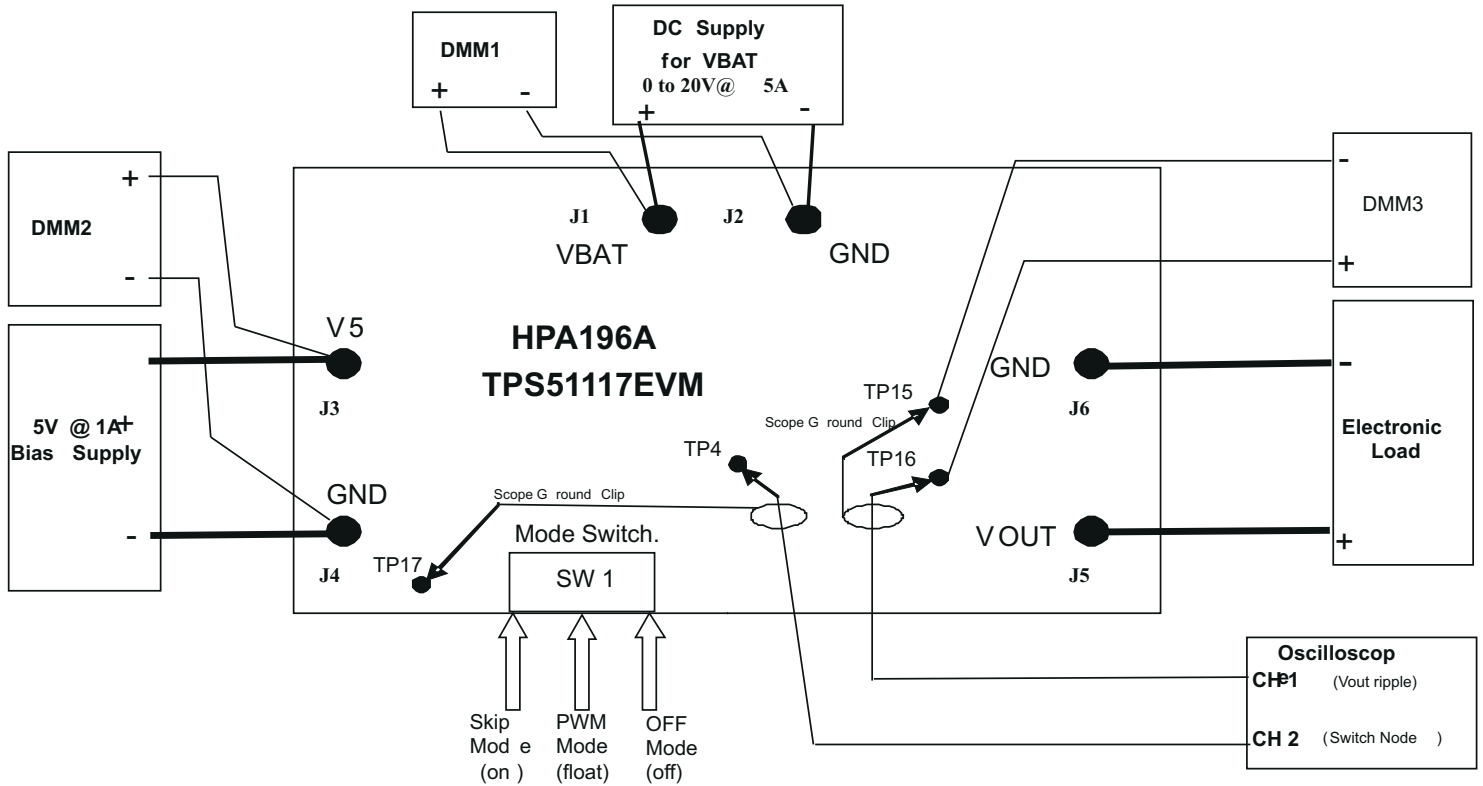 DMM1
+ -
DC Supply
for VBAT
0 to 20V@ 5A
+ -
DMM2
+
-
5V @ 1A+
Bias Supply
-
J1
VBAT
J2
GND
V5
J3
GND
J4
HPA196A
TPS51117EVM
TP15
Scope G round Clip
TP16
TP4
Scope G round Clip
TP17
Mode Switch.
SW 1
Skip
Mod e
(on )
PWM
Mode
(float)
OFF
Mode
(off)
GND
J6
VOUT
J5
-
DMM3
+
-
Electronic
Load
+
Oscilloscop
e
CH 1 (Vout ripple)
CH 2 (Switch Node )